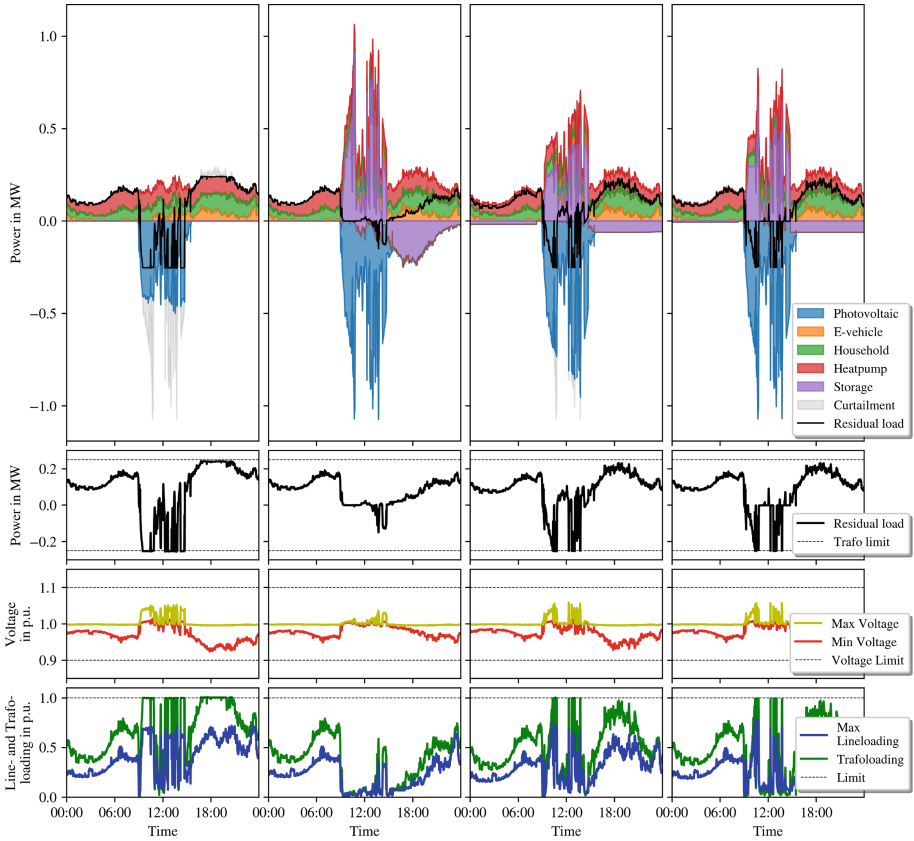 1.0
0.5
0.0
−0.5
−1.0
Power in MW
Photovoltaic
E-vehicle
Household
Heatpump
Storage
Curtailment
Residual load
0.2
0.0
−0.2
Power in MW
Residual load
Trafo limit
1.1
1.0
0.9
Voltage
in p.u.
Max Voltage
Min Voltage
Voltage Limit
1.0
0.5
0.0
Line- and Trafo-
loading in p.u.
Max
Lineloading
Trafoloading
Limit
00:00 06:00 12:00 18:00 00:00 06:00 12:00 18:00 00:00 06:00 12:00 18:00 00:00 06:00 12:00 18:00
Time Time Time Time